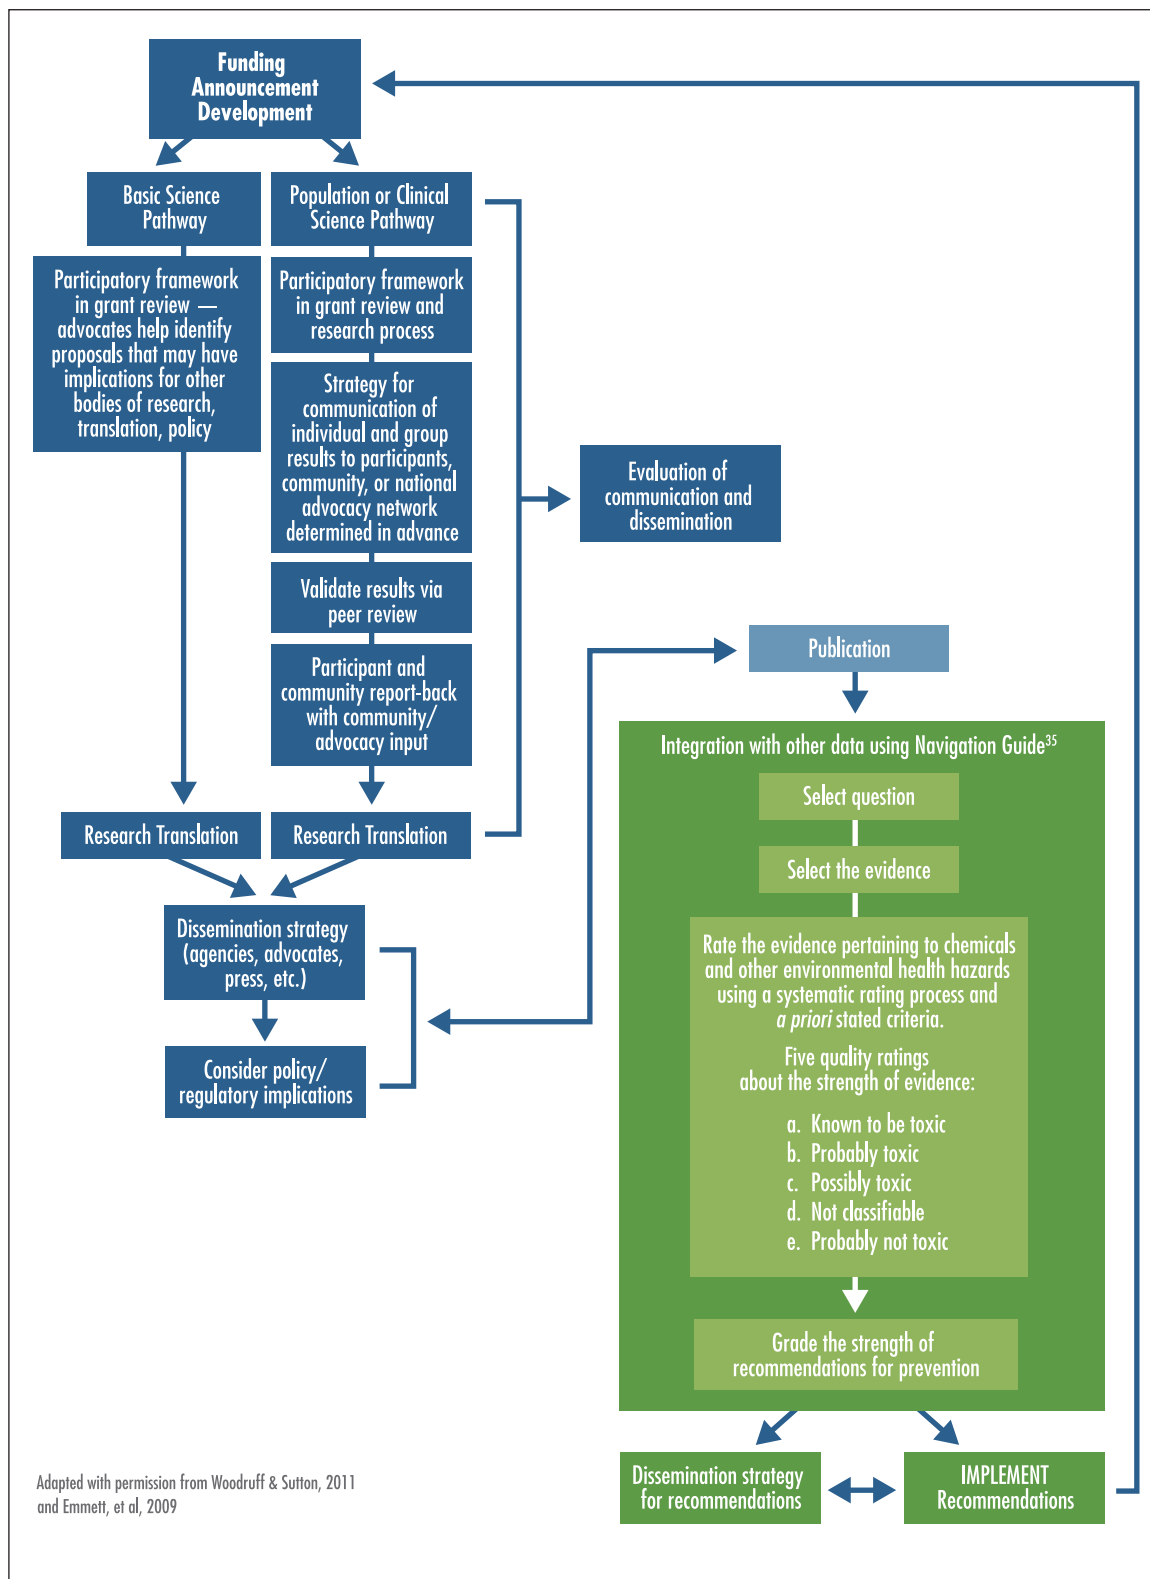 Funding
Announcement
Development
Basic Science
Pathway
Population or Clinical
Science Pathway
Participatory framework
in grant review —
advocates help identify
proposals that may have
implications for other
bodies of research,
translation, policy
Participatory framework
in grant review and
research process
Strategy for
communication of
individual and group
results to participants,
community, or national
advocacy network
determined in advance
Evaluation of
communication and
dissemination
Validate results via
peer review
Participant and
community report-back
with community/
advocacy input
Research Translation
Research Translation
Dissemination strategy
(agencies, advocates,
press, etc.)
Consider policy/
regulatory implications
Publication
Integration with other data using Navigation Guide35
Select question
Select the evidence
Rate the evidence pertaining to chemicals
and other environmental health hazards
using a systematic rating process and
a priori stated criteria.
Five quality ratings
about the strength of evidence:
a. Known to be toxic
b. Probably toxic
c. Possibly toxic
d. Not classifiable
e. Probably not toxic
Grade the strength of
recommendations for prevention
Dissemination strategy
for recommendations
IMPLEMENT
Recommendations
Adapted with permission from Woodruff & Sutton, 2011
and Emmett, et al, 2009